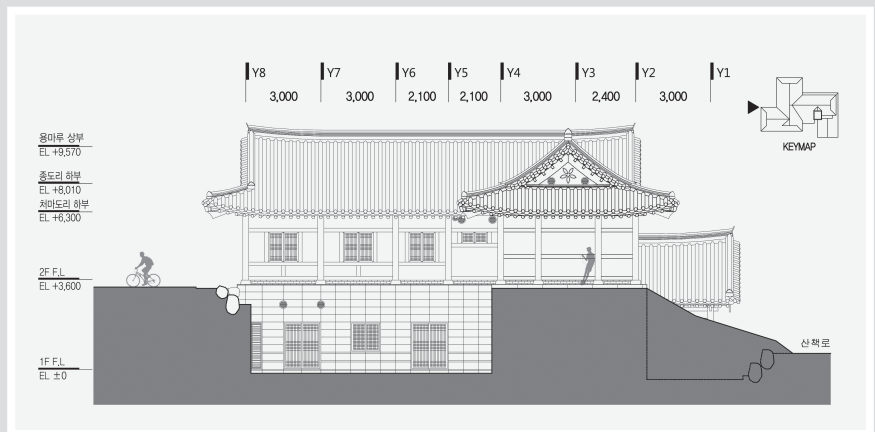 Y8 Y7 Y6 Y5 Y4 Y3 Y2 Y1
3,000 3,000 2,100 2,100 3,000 2,400 3,000
KEYMAP
용마루 상부
EL +9,570
종도리 하부
EL +8,010
처마도리 하부
EL +6,300
2F F.L
EL +3,600
산책로
1F F.L
EL ±0